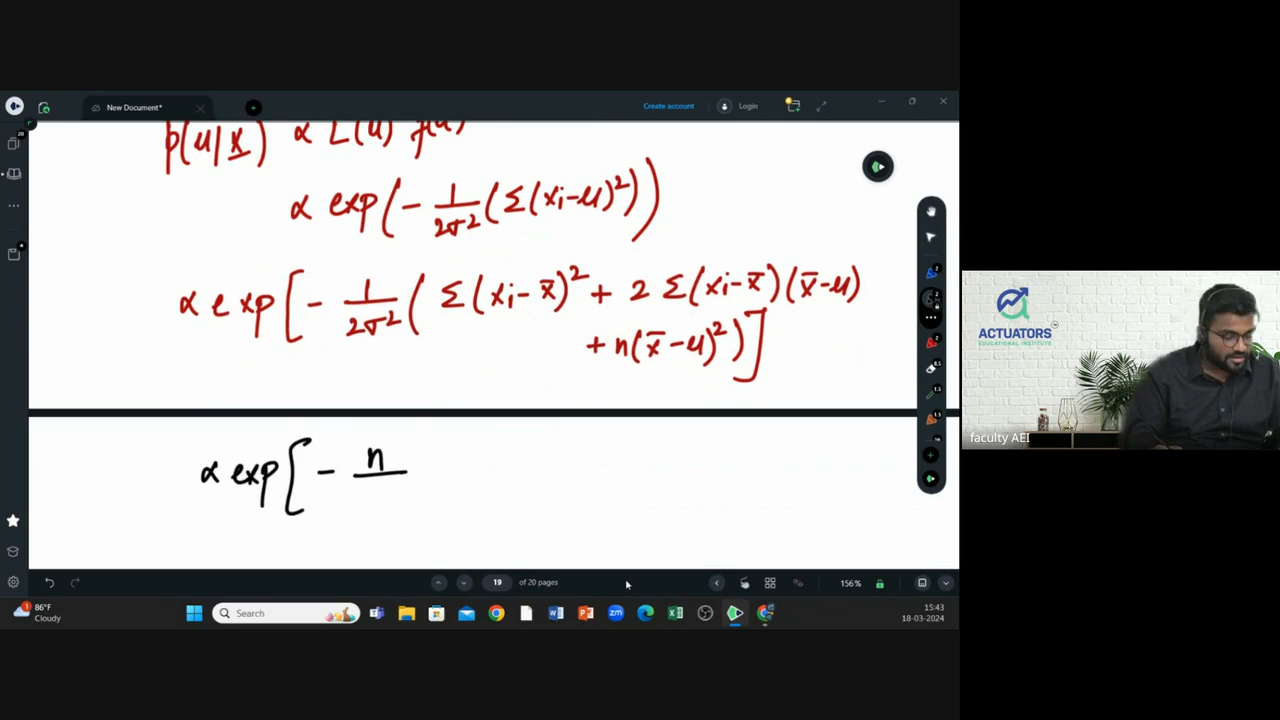 New Document*
Create account
Login
p(μ|x) α L(μ) f(μ)
α exp(- 1/2σ² (Σ(xi-μ)²))
α exp[- 1/2σ² ( Σ(xi-x̄)² + 2 Σ(xi-x̄)(x̄-μ)
+ n(x̄-μ)²)]
α exp[- n
19 of 20 pages
156%
ACTUATORS
EDUCATIONAL INSTITUTE
faculty AEI
86°F
Cloudy
Search
15:43
18-03-2024